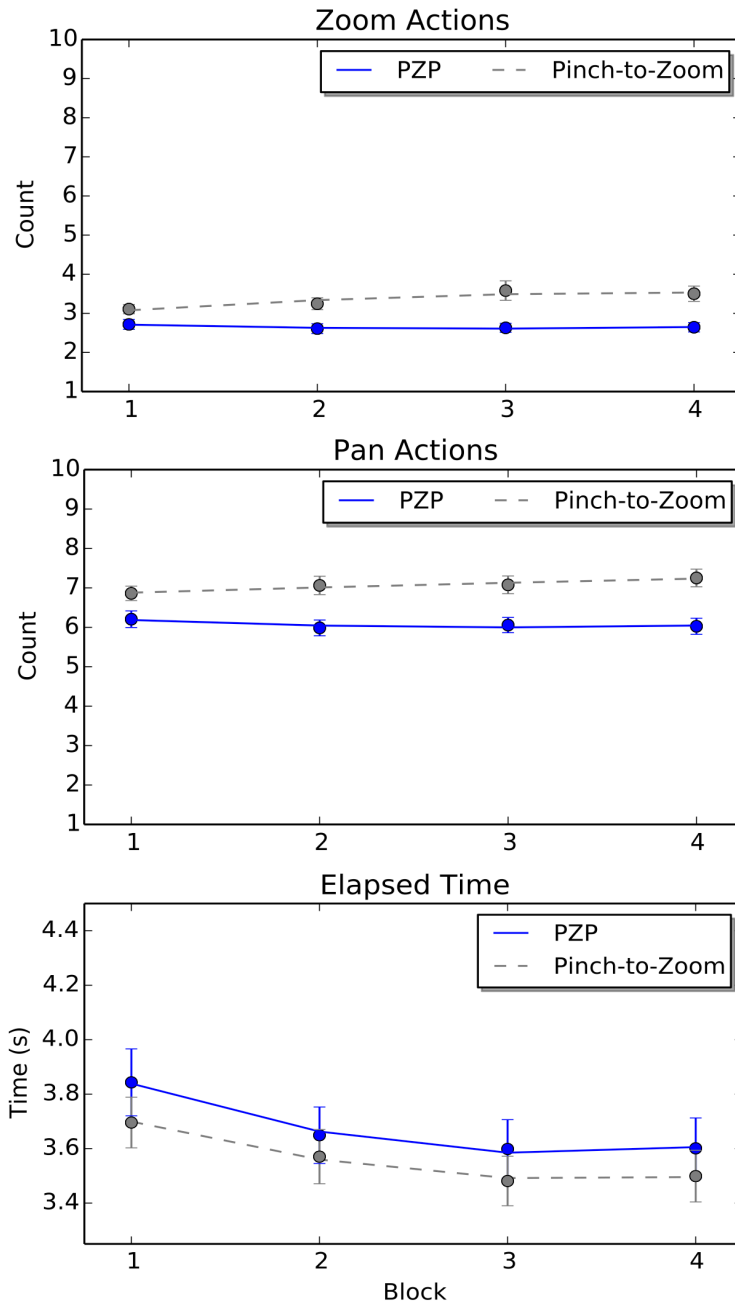 Zoom Actions
10
9
8
7
6
5
4
3
2
1
Count
PZP Pinch-to-Zoom
1 2 3 4
Pan Actions
10
9
8
7
6
5
4
3
2
1
Count
PZP Pinch-to-Zoom
1 2 3 4
Elapsed Time
4.4
4.2
4.0
3.8
3.6
3.4
Time (s)
PZP
Pinch-to-Zoom
1 2 3 4
Block